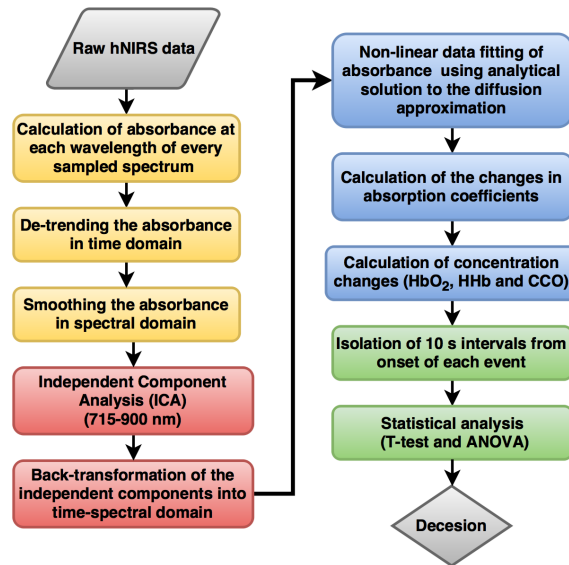 Raw hNIRS data
Calculation of absorbance at
each wavelength of every
sampled spectrum
De-trending the absorbance
in time domain
Smoothing the absorbance
in spectral domain
Independent Component
Analysis (ICA)
(715-900 nm)
Back-transformation of the
independent components into
time-spectral domain
Non-linear data fitting of
absorbance using analytical
solution to the diffusion
approximation
Calculation of the changes in
absorption coefficients
Calculation of concentration
changes (HbO₂, HHb and CCO)
Isolation of 10 s intervals from
onset of each event
Statistical analysis
(T-test and ANOVA)
Decesion